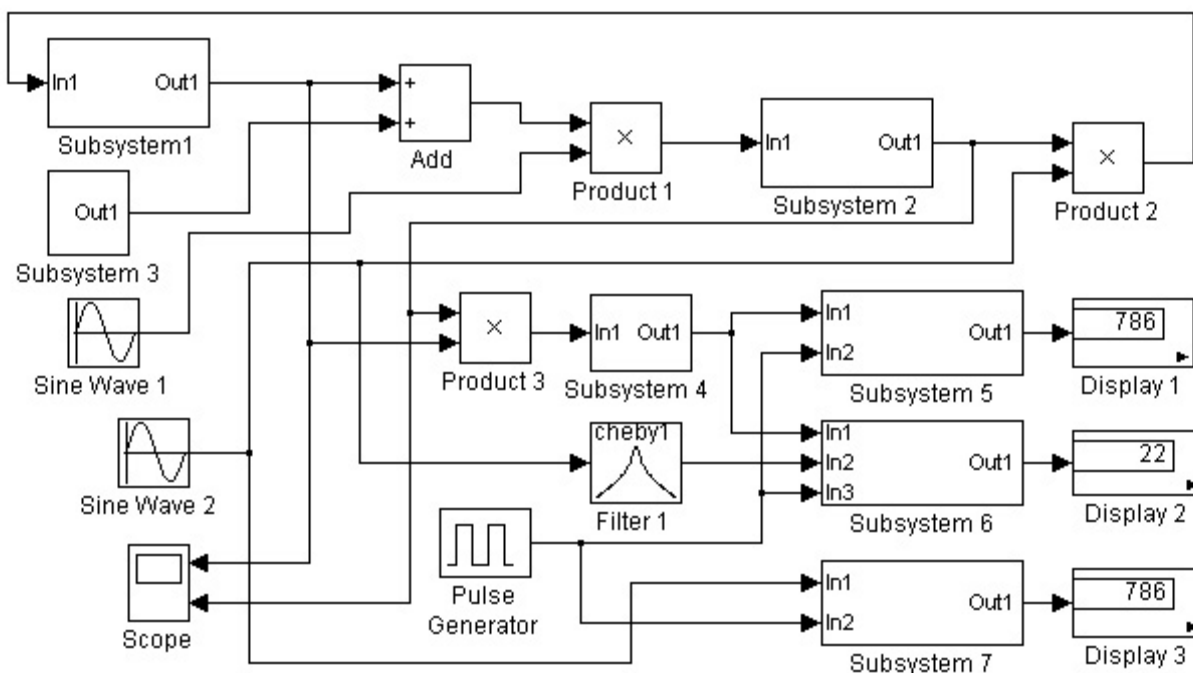 In1 Out1
Subsystem1
+
+
Add
×
Product 1
In1 Out1
Subsystem 2
×
Product 2
Out1
Subsystem 3
Sine Wave 1
×
Product 3
In1 Out1
Subsystem 4
In1
In2
Out1
Subsystem 5
786
Display 1
Sine Wave 2
cheby1
Filter 1
In1
In2
In3
Out1
Subsystem 6
22
Display 2
Scope
Pulse
Generator
In1
In2
Out1
Subsystem 7
786
Display 3